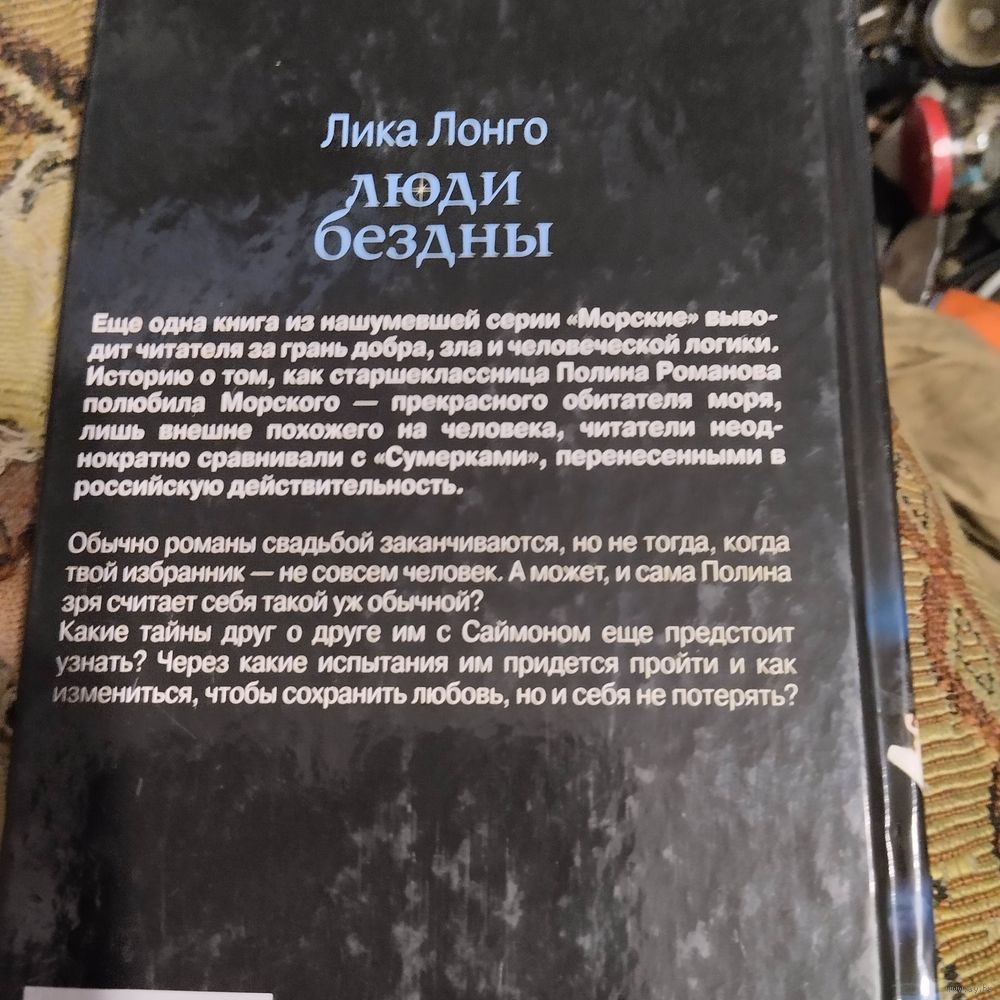 Лика Лонго
люди
бездны
Еще одна книга из нашумевшей серии «Морские» выво-
дит читателя за грань добра, зла и человеческой логики.
Историю о том, как старшеклассница Полина Романова
полюбила Морского — прекрасного обитателя моря,
лишь внешне похожего на человека, читатели неод-
нократно сравнивали с «Сумерками», перенесенными в
российскую действительность.
Обычно романы свадьбой заканчиваются, но не тогда, когда
твой избранник — не совсем человек. А может, и сама Полина
зря считает себя такой уж обычной?
Какие тайны друг о друге им с Саймоном еще предстоит
узнать? Через какие испытания им придется пройти и как
измениться, чтобы сохранить любовь, но и себя не потерять?